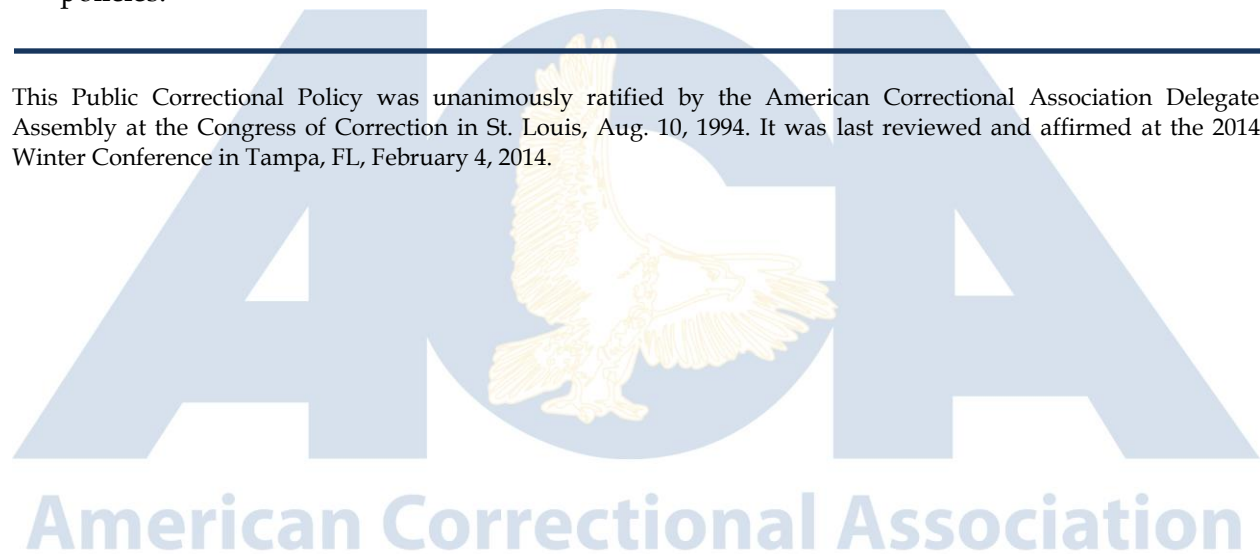 policies.
This Public Correctional Policy was unanimously ratified by the American Correctional Association Delegate
Assembly at the Congress of Correction in St. Louis, Aug. 10, 1994. It was last reviewed and affirmed at the 2014
Winter Conference in Tampa, FL, February 4, 2014.
ACA
American Correctional Association